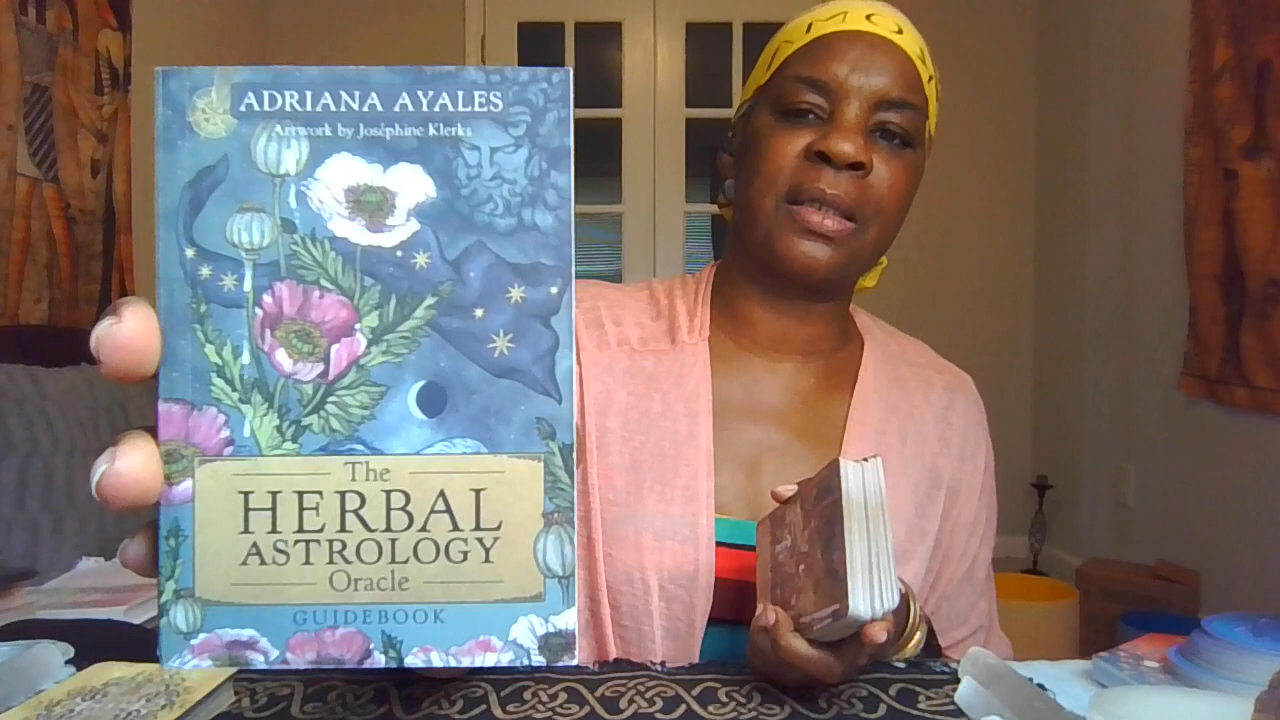 ADRIANA AYALES
Artwork by Joséphine Klerks
The
HERBAL
ASTROLOGY
Oracle
GUIDEBOOK